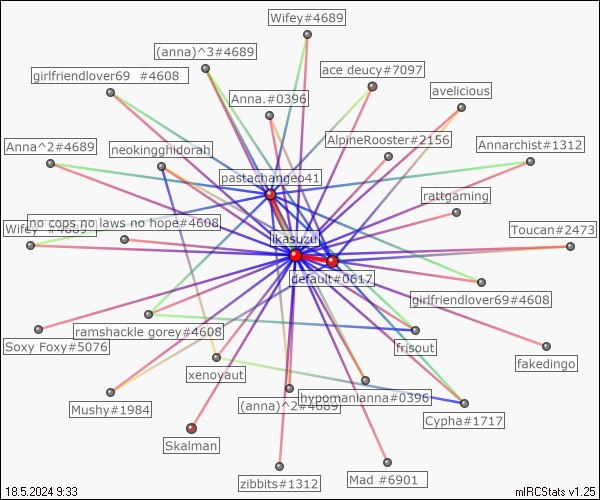 Wifey#4689
(anna)^3#4689
girlfriendlover69 #4608
ace deucy#7097
avelicious
Anna.#0396
AlpineRooster#2156
Anna^2#4689
neokingghidorah
Annarchist#1312
pastachangeo41
rattgaming
no cops no laws no hope#4608
Wifey #4689
Toucan#2473
ikasuzu
default#0617
girlfriendlover69#4608
ramshackle gorey#4608
Soxy Foxy#5076
frisout
fakedingo
xenoyaut
hypomanianna#0396
(anna)^2#4689
Mushy#1984
Cypha#1717
Skalman
zibbits#1312
Mad #6901
18.5.2024 9:33
mIRCStats v1.25